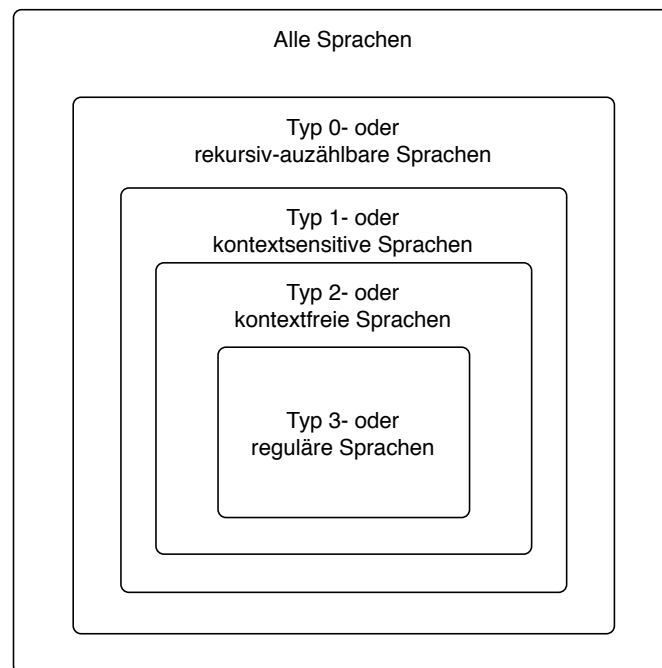 Alle Sprachen
Typ 0- oder
rekursiv-auzählbare Sprachen
Typ 1- oder
kontextsensitive Sprachen
Typ 2- oder
kontextfreie Sprachen
Typ 3- oder
reguläre Sprachen